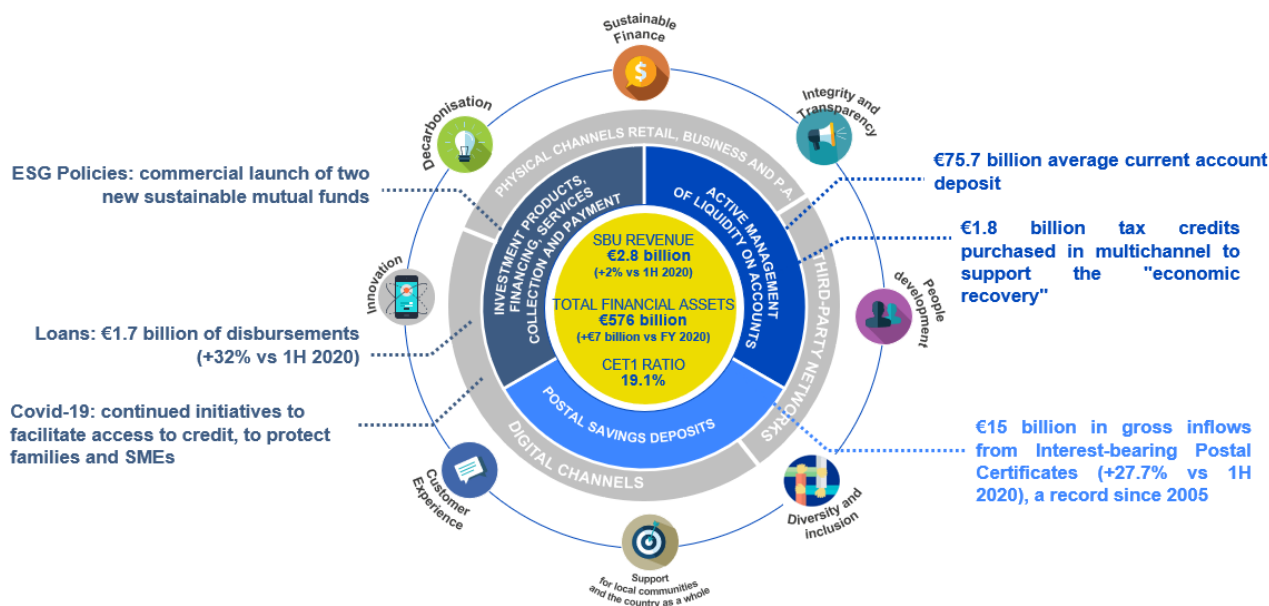 Sustainable
Finance
Integrity and
Transparency
People
development
Diversity and
inclusion
Support
for local communities
and the country as a whole
Customer
Experience
Innovation
Decarbonisation
PHYSICAL CHANNELS RETAIL, BUSINESS AND P.A.
THIRD-PARTY NETWORKS
DIGITAL CHANNELS
INVESTMENT PRODUCTS,
FINANCING, SERVICES
COLLECTION AND PAYMENT
ACTIVE MANAGEMENT
OF LIQUIDITY ON ACCOUNTS
POSTAL SAVINGS DEPOSITS
SBU REVENUE
€2.8 billion
(+2% vs 1H 2020)
TOTAL FINANCIAL ASSETS
€576 billion
(+€7 billion vs FY 2020)
CET1 RATIO
19.1%
ESG Policies: commercial launch of two
new sustainable mutual funds
Loans: €1.7 billion of disbursements
(+32% vs 1H 2020)
Covid-19: continued initiatives to
facilitate access to credit, to protect
families and SMEs
€75.7 billion average current account
deposit
€1.8 billion tax credits
purchased in multichannel to
support the "economic
recovery"
€15 billion in gross inflows
from Interest-bearing Postal
Certificates (+27.7% vs 1H
2020), a record since 2005